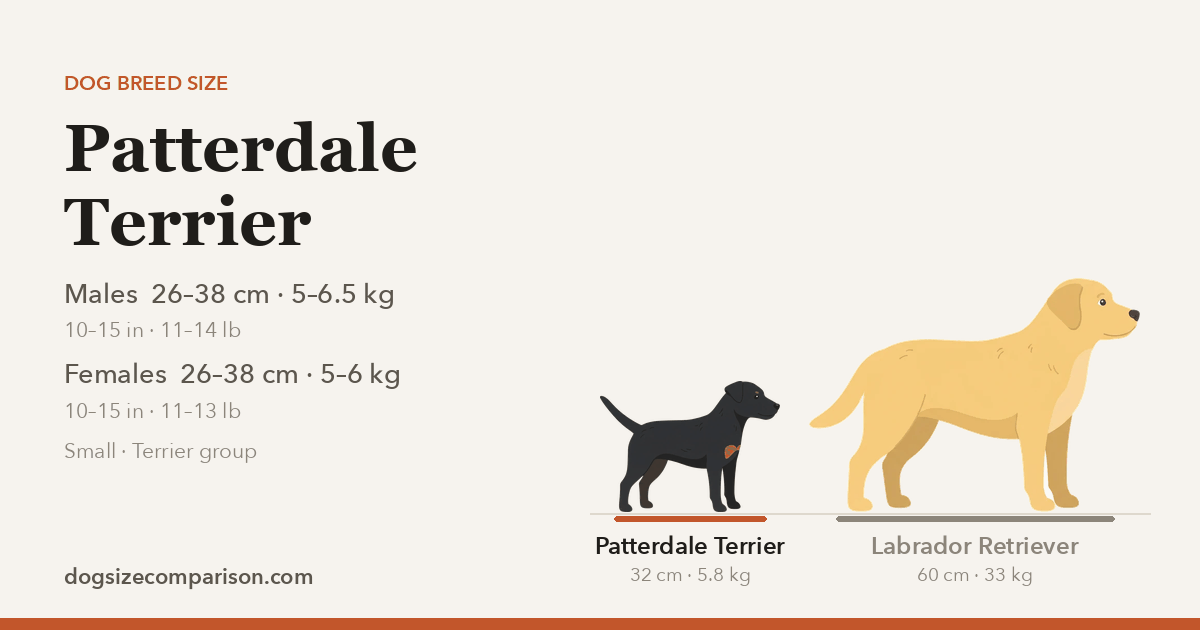 DOG BREED SIZE
Patterdale
Terrier
Males 26–38 cm · 5–6.5 kg
10–15 in · 11–14 lb
Females 26–38 cm · 5–6 kg
10–15 in · 11–13 lb
Small · Terrier group
Patterdale Terrier
32 cm · 5.8 kg
Labrador Retriever
60 cm · 33 kg
dogsizecomparison.com